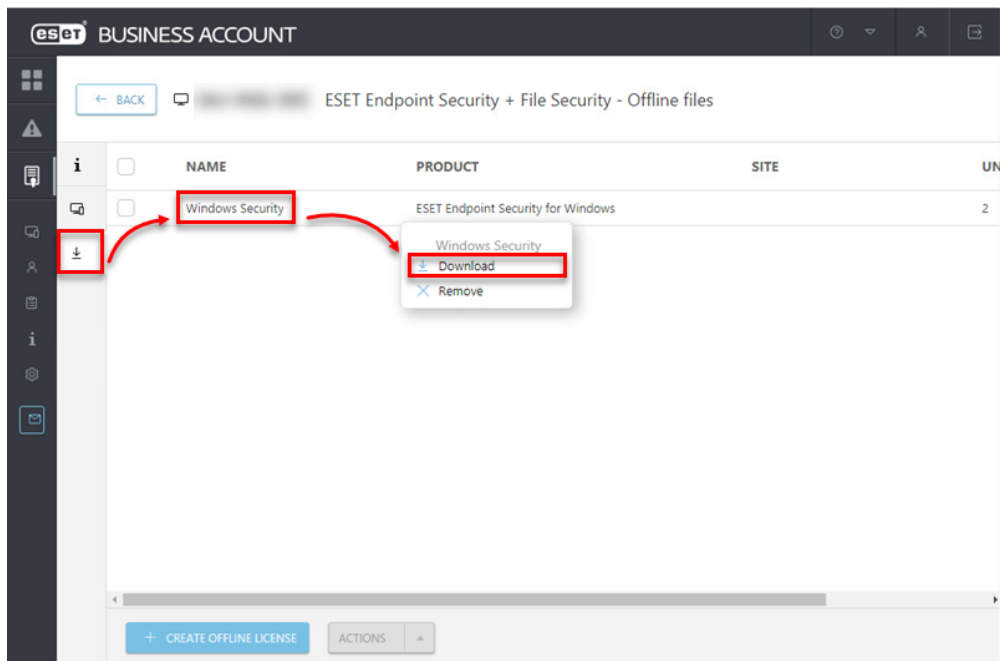 eset BUSINESS ACCOUNT
← BACK
ESET Endpoint Security + File Security - Offline files
NAME PRODUCT SITE UN
Windows Security ESET Endpoint Security for Windows 2
Windows Security
Download
Remove
+ CREATE OFFLINE LICENSE ACTIONS